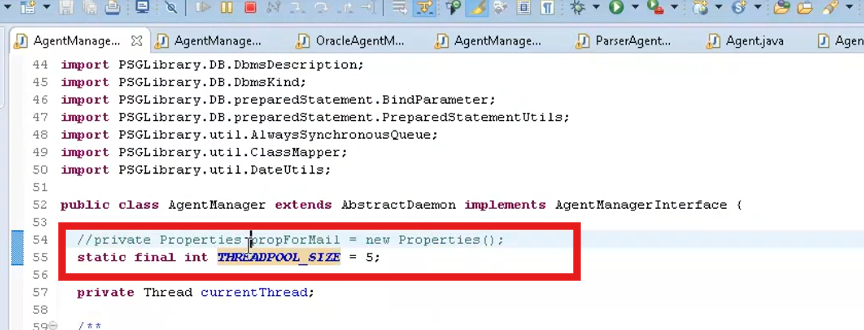 AgentManage...
AgentManage...
OracleAgentM...
AgentManage...
ParserAgent...
Agent.java
Agen
44 import PSGLibrary.DB.DbmsDescription;
45 import PSGLibrary.DB.DbmsKind;
46 import PSGLibrary.DB.preparedStatement.BindParameter;
47 import PSGLibrary.DB.preparedStatement.PreparedStatementUtils;
48 import PSGLibrary.util.AlwaysSynchronousQueue;
49 import PSGLibrary.util.ClassMapper;
50 import PSGLibrary.util.DateUtils;
51
52 public class AgentManager extends AbstractDaemon implements AgentManagerInterface {
53
54 //private Properties propForMail = new Properties();
55 static final int THREADPOOL_SIZE = 5;
56
57 private Thread currentThread;
58
59 /**